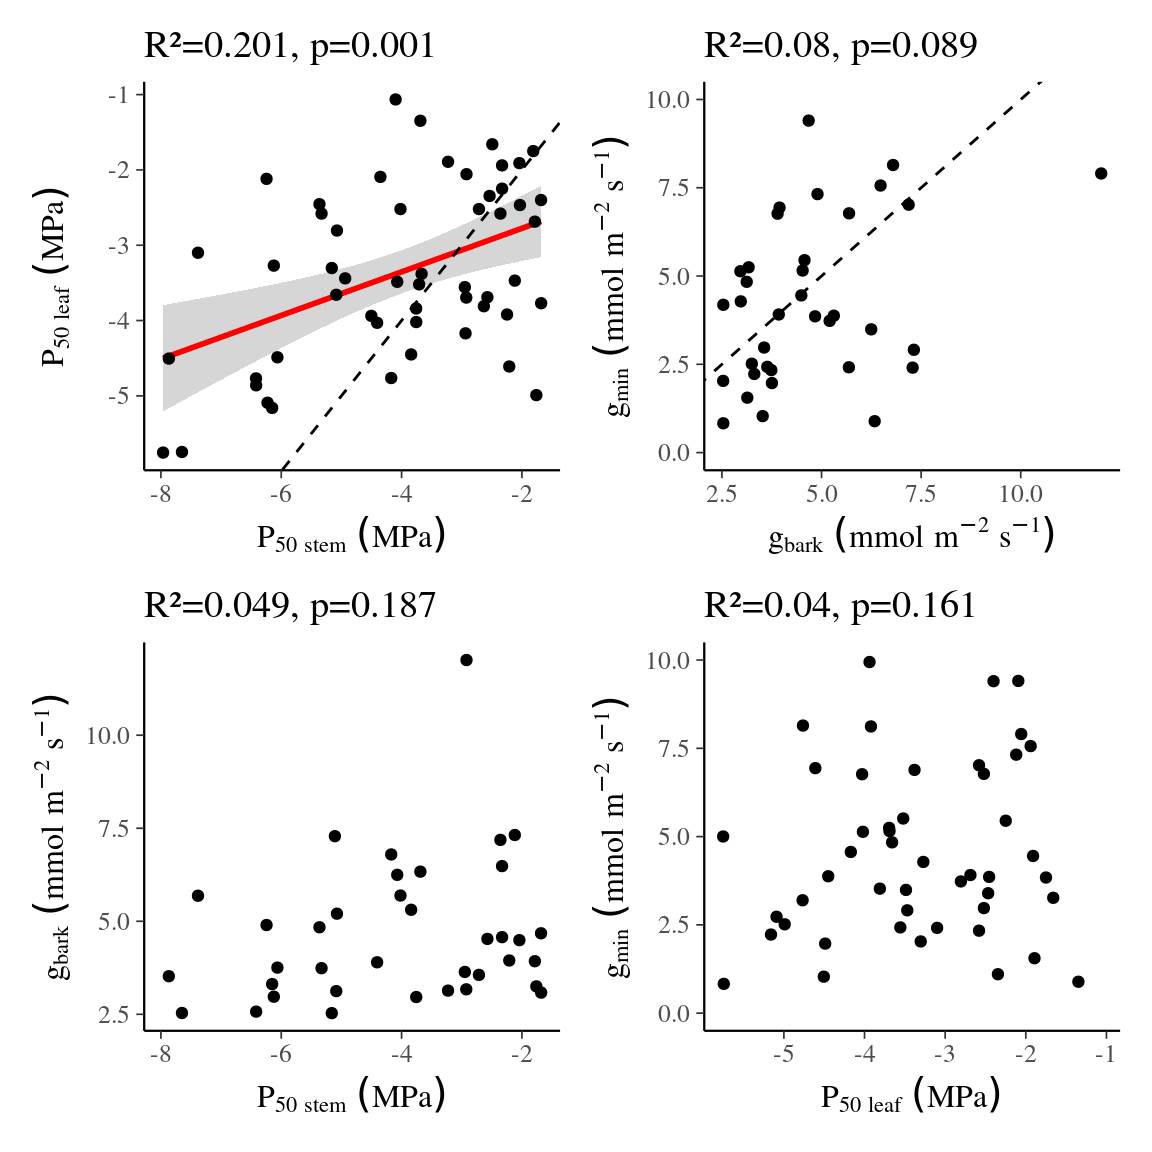 R²=0.201, p=0.001
-1
-2
-3
-4
-5
P50 leaf (MPa)
-8 -6 -4 -2
P50 stem (MPa)
R²=0.08, p=0.089
10.0
7.5
5.0
2.5
0.0
gmin (mmol m−2 s−1)
2.5 5.0 7.5 10.0
gbark (mmol m−2 s−1)
R²=0.049, p=0.187
10.0
7.5
5.0
2.5
gbark (mmol m−2 s−1)
-8 -6 -4 -2
P50 stem (MPa)
R²=0.04, p=0.161
10.0
7.5
5.0
2.5
0.0
gmin (mmol m−2 s−1)
-5 -4 -3 -2 -1
P50 leaf (MPa)